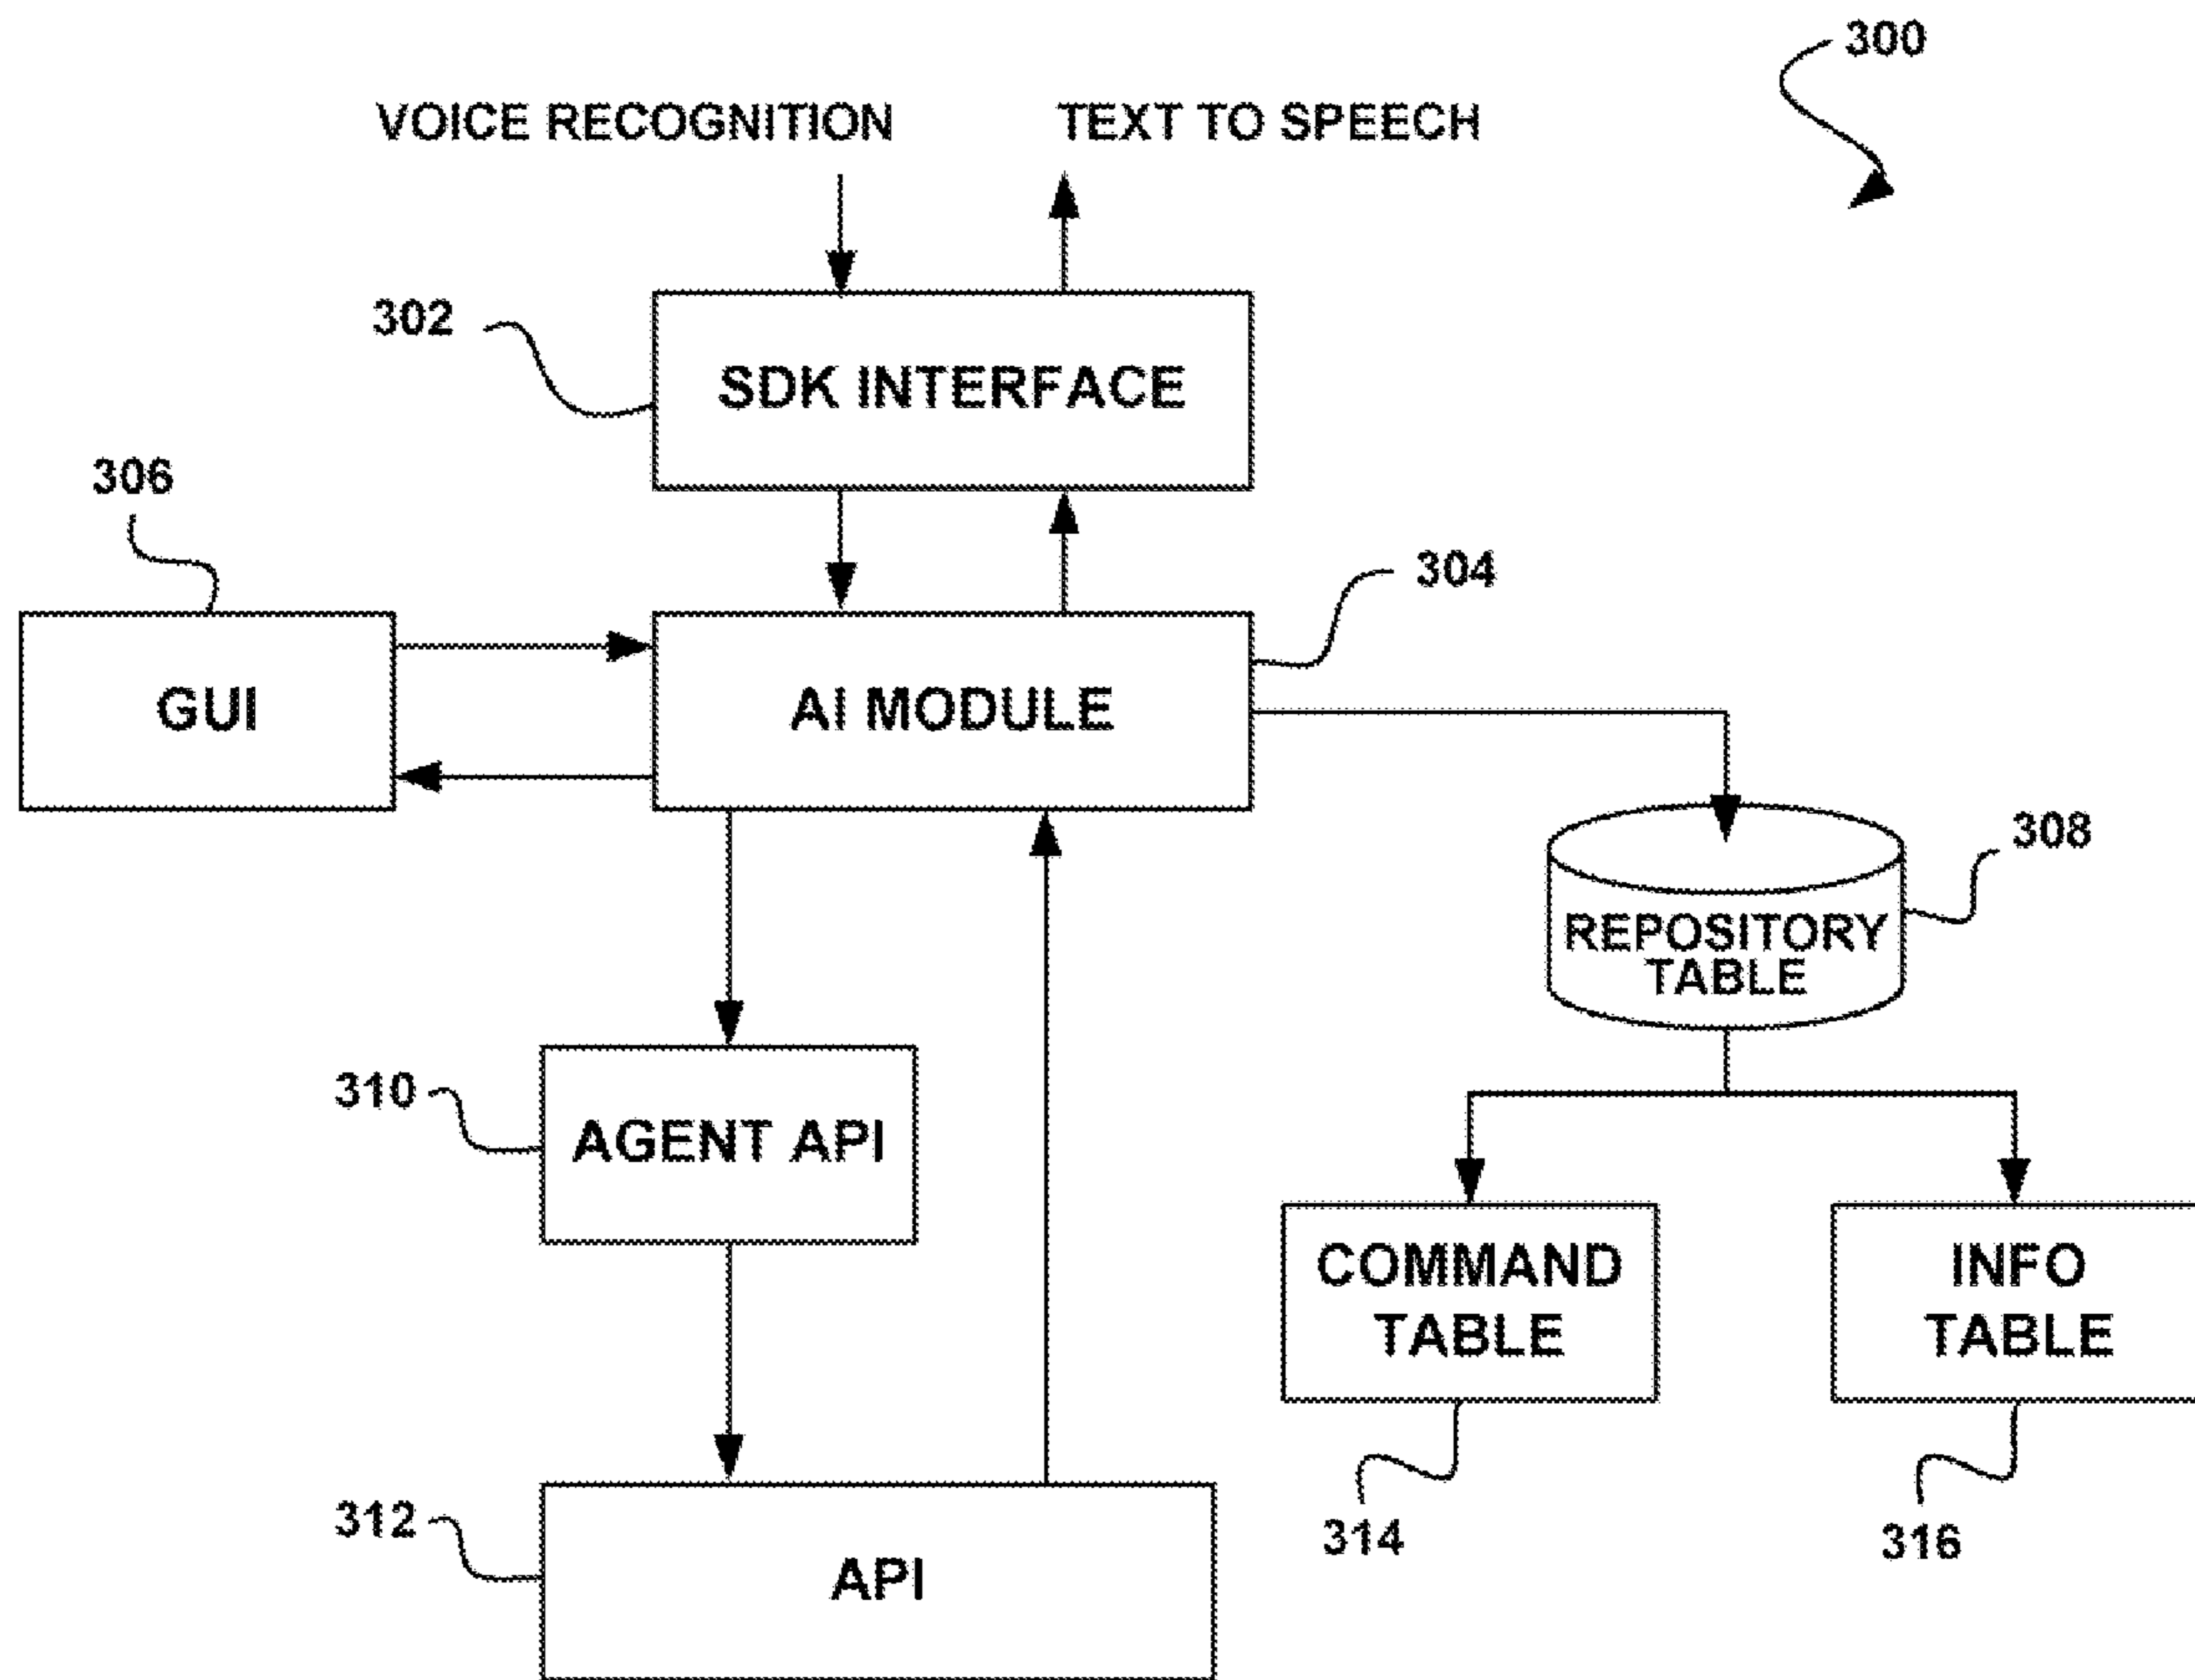 300
VOICE RECOGNITION
TEXT TO SPEECH
302
SDK INTERFACE
306
304
GUI
AI MODULE
308
REPOSITORY
TABLE
310
AGENT API
COMMAND
TABLE
INFO
TABLE
312
API
314
316